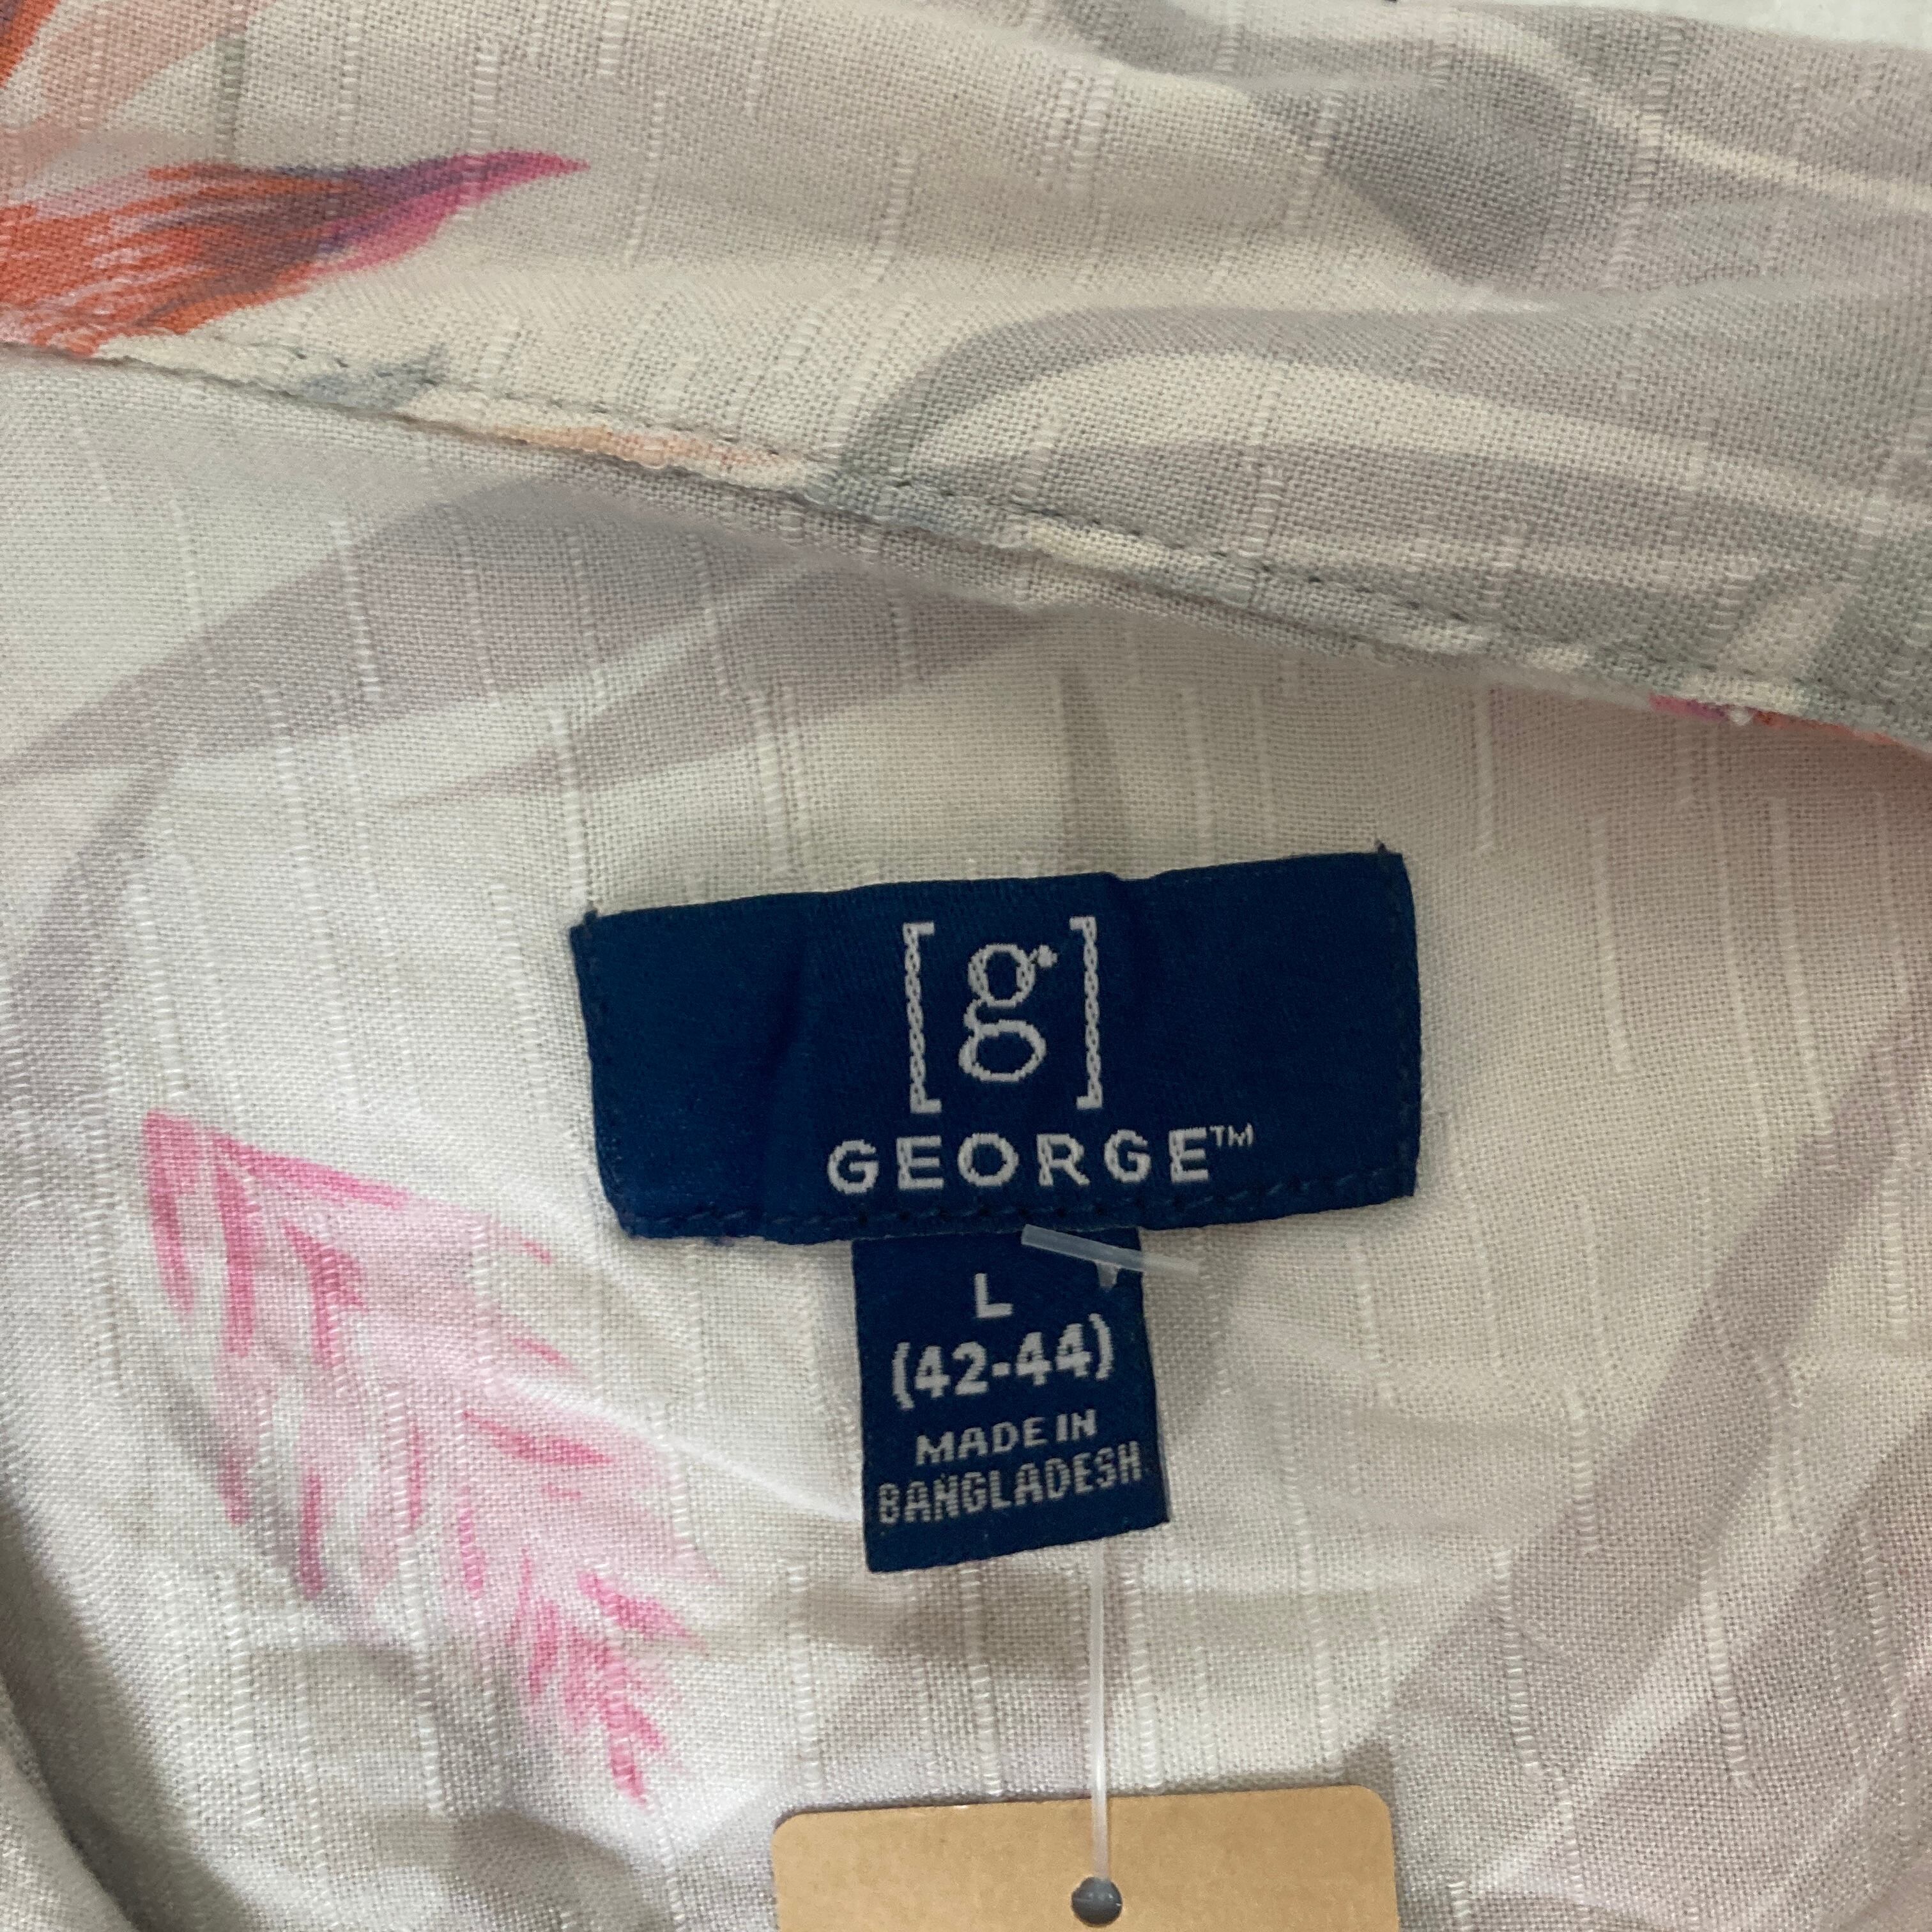 [g]
GEORGE™
L
(42-44)
MADE IN
BANGLADESH